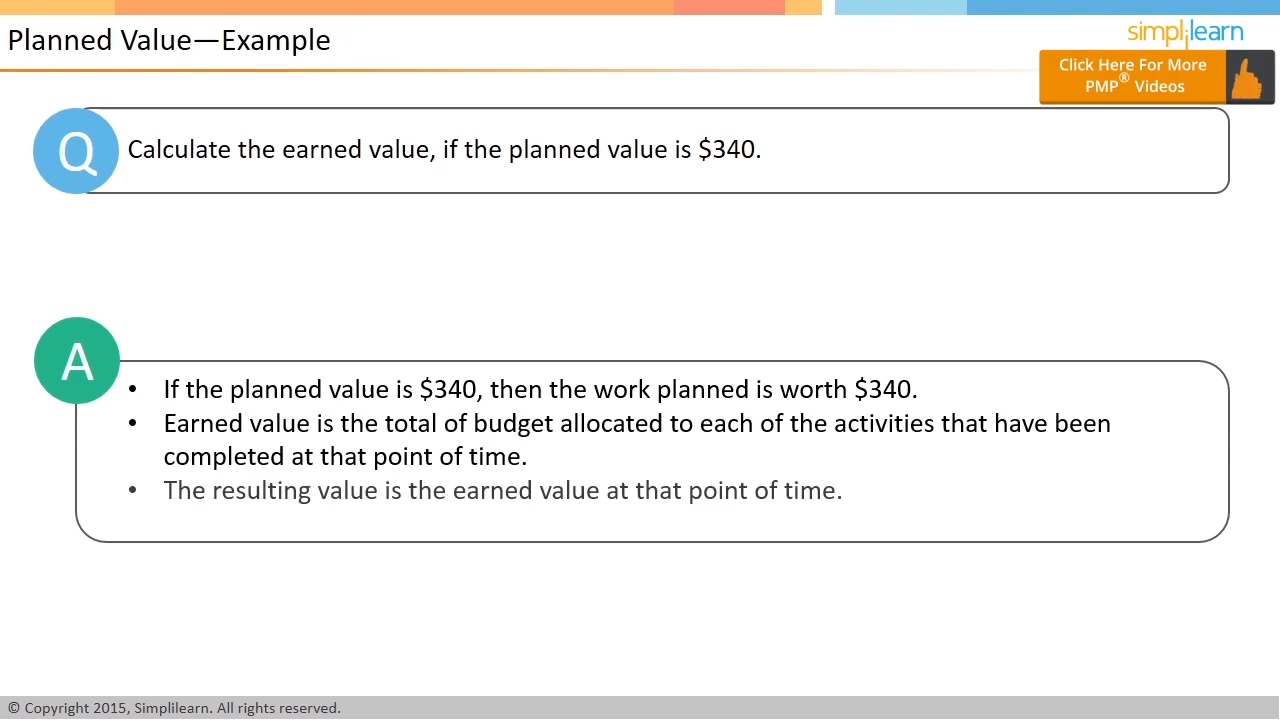 Planned Value—Example
simplilearn
Click Here For More
PMP® Videos
Q
Calculate the earned value, if the planned value is $340.
A
• If the planned value is $340, then the work planned is worth $340.
• Earned value is the total of budget allocated to each of the activities that have been
completed at that point of time.
• The resulting value is the earned value at that point of time.
© Copyright 2015, Simplilearn. All rights reserved.